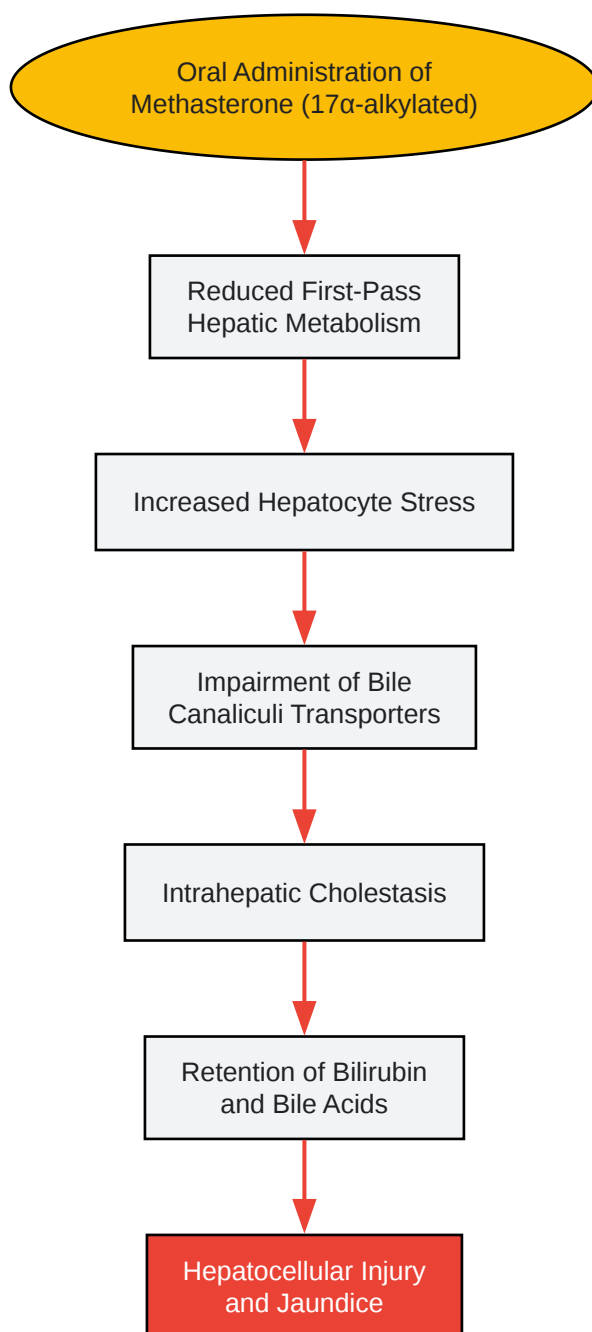 Oral Administration of
Methasterone (17α-alkylated)
Reduced First-Pass
Hepatic Metabolism
Increased Hepatocyte Stress
Impairment of Bile
Canaliculi Transporters
Intrahepatic Cholestasis
Retention of Bilirubin
and Bile Acids
Hepatocellular Injury
and Jaundice